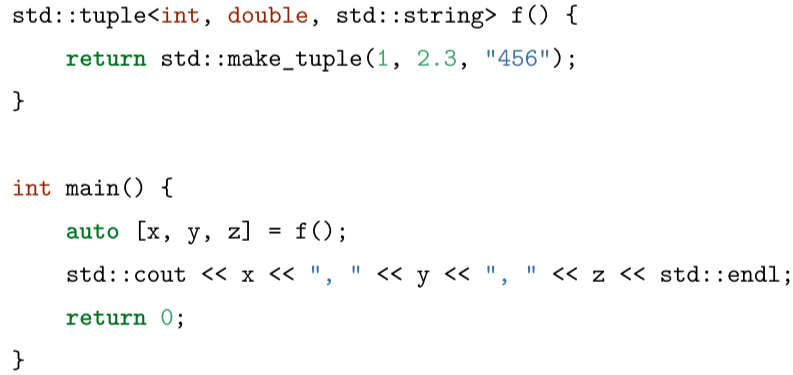 std::tuple<int, double, std::string> f() {
    return std::make_tuple(1, 2.3, "456");
}

int main() {
    auto [x, y, z] = f();
    std::cout << x << ", " << y << ", " << z << std::endl;
    return 0;
}